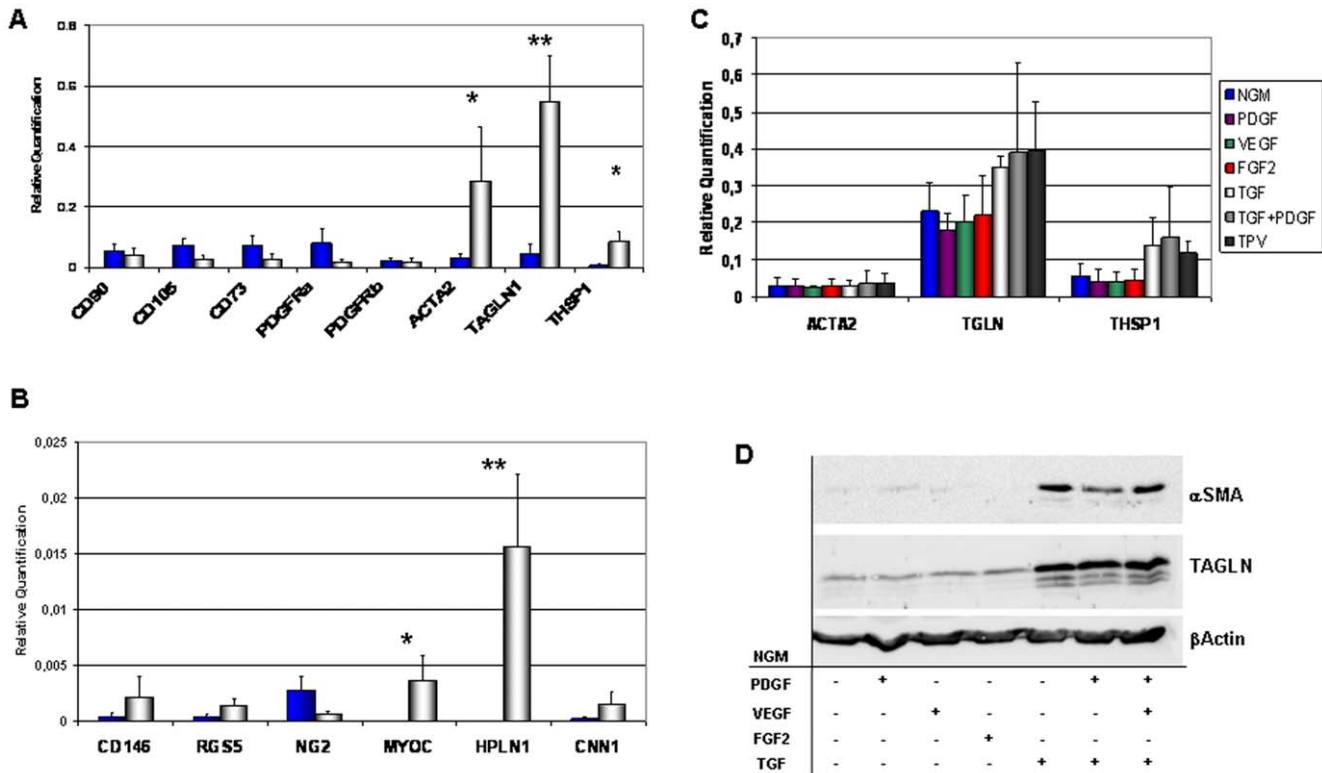 A
Relative Quantification
0.8
0.6
0.4
0.2
0
*
**
*
CD90
CD105
CD73
PDGFRa
PDGFRb
ACTA2
TAGLN1
THSP1
B
Relative Quantification
0,025
0,02
0,015
0,01
0,005
0
*
**
CD146
RGS5
NG2
MYOC
HPLN1
CNN1
C
Relative Quantification
0,7
0,6
0,5
0,4
0,3
0,2
0,1
0
ACTA2
TGLN
THSP1
NGM
PDGF
VEGF
FGF2
TGF
TGF+PDGF
TPV
D
αSMA
TAGLN
βActin
NGM
PDGF - + - - - + +
VEGF - - + - - - +
FGF2 - - - + - - -
TGF - - - - + + +